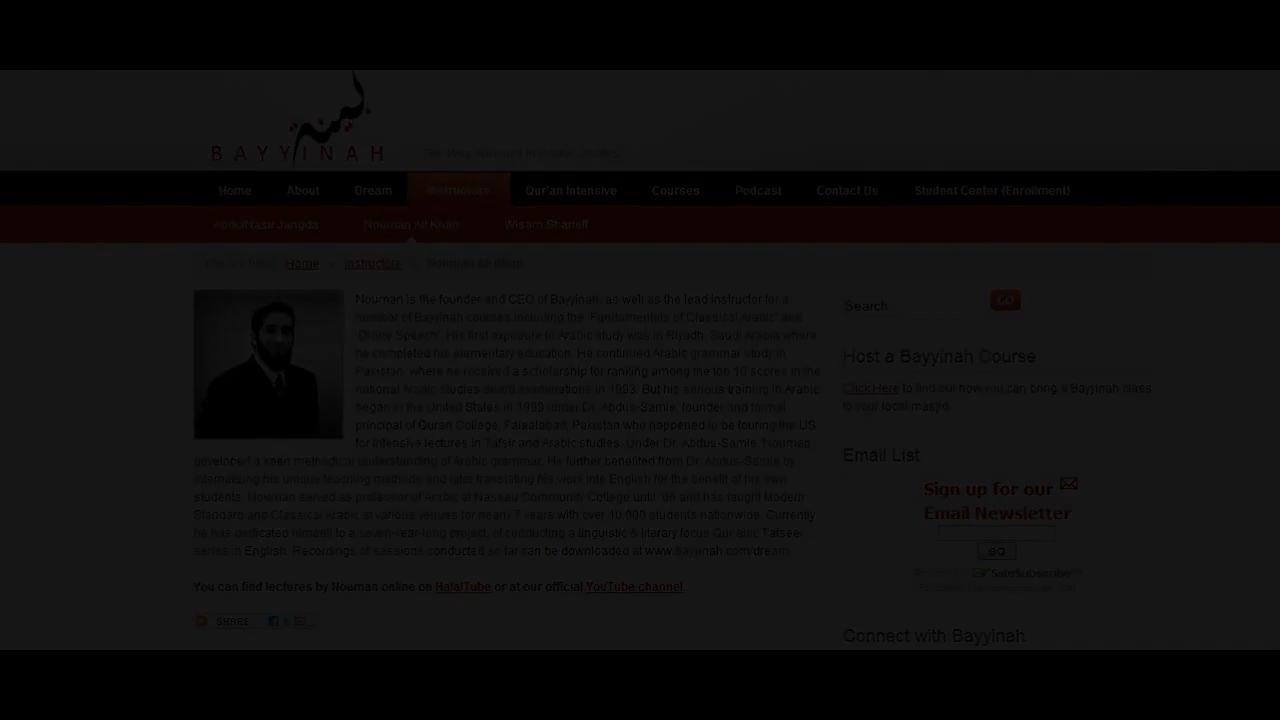 بينة
BAYYINAH
Home About Dream Instructors Qur'an Intensive Courses Podcast Contact Us Student Center (Enrollment)
AbdulNasir Jangda Nouman Ali Khan Wisam Sharieff
Home Instructors Nouman Ali Khan
Nouman is the founder and CEO of Bayyinah, as well as the lead instructor for a
number of Bayyinah courses including the "Fundamentals of Classical Arabic" and
"Divine Speech". His first exposure to Arabic study was in Riyadh, Saudi Arabia where
he completed his elementary education. He continued Arabic grammar study in
Pakistan, where he received a scholarship for ranking among the top 10 scores in the
national Arabic studies board examinations in 1993. But his serious training in Arabic
began in the United States in 1999 under Dr. Abdus-Samie, founder and formal
principal of Quran College, Faisalabad, Pakistan who happened to be touring the US
for intensive lectures in Tafsir and Arabic studies. Under Dr. Abdus-Samie, Nouman
developed a keen methodical understanding of Arabic grammar. He further benefited from Dr. Abdus-Samie by
internalizing his unique teaching methods and later translating his work into English for the benefit of his own
students. Nouman served as professor of Arabic at Nassau Community College until '06 and has taught Modern
Standard and Classical Arabic at various venues for nearly 7 years with over 10,000 students nationwide. Currently
he has dedicated himself to a seven-year-long project, of conducting a linguistic & literary focus Qur'anic Tafseer
series in English. Recordings of sessions conducted so far can be downloaded at www.bayyinah.com/dream.
You can find lectures by Nouman online on HalalTube or at our official YouTube channel.
SHARE
Search GO
Host a Bayyinah Course
Click Here to find out how you can bring a Bayyinah class
to your local masjid.
Email List
Sign up for our
Email Newsletter
GO
SafeSubscribe
Connect with Bayyinah